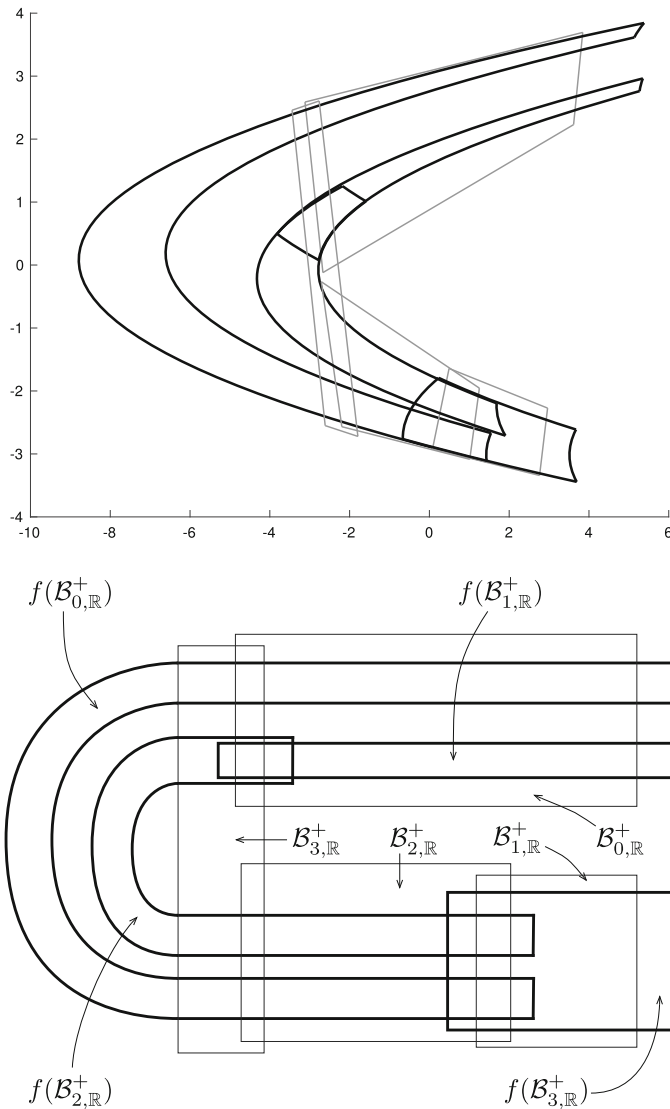 4
3
2
1
0
-1
-2
-3
-4
-10 -8 -6 -4 -2 0 2 4 6
f(𝓑⁺₀,ℝ) f(𝓑⁺₁,ℝ)
𝓑⁺₃,ℝ 𝓑⁺₂,ℝ 𝓑⁺₁,ℝ 𝓑⁺₀,ℝ
f(𝓑⁺₂,ℝ) f(𝓑⁺₃,ℝ)